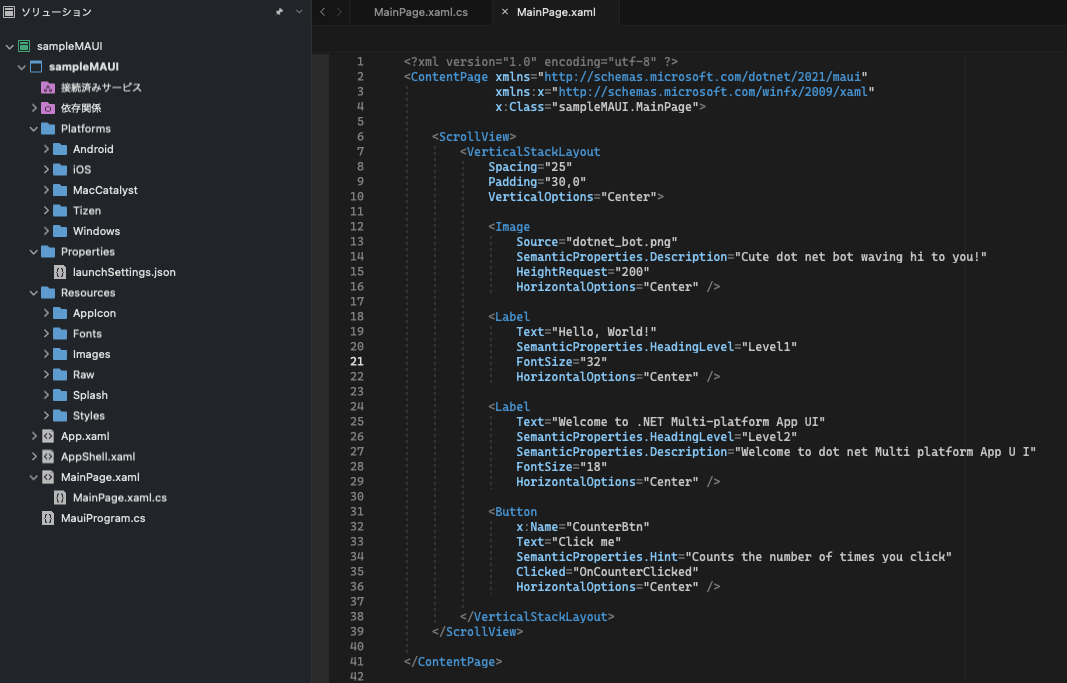 ソリューション
sampleMAUI
sampleMAUI
接続済みサービス
依存関係
Platforms
Android
iOS
MacCatalyst
Tizen
Windows
Properties
launchSettings.json
Resources
AppIcon
Fonts
Images
Raw
Splash
Styles
App.xaml
AppShell.xaml
MainPage.xaml
MainPage.xaml.cs
MauiProgram.cs
MainPage.xaml.cs
× MainPage.xaml
1 <?xml version="1.0" encoding="utf-8" ?>
2 <ContentPage xmlns="http://schemas.microsoft.com/dotnet/2021/maui"
3 xmlns:x="http://schemas.microsoft.com/winfx/2009/xaml"
4 x:Class="sampleMAUI.MainPage">
5
6 <ScrollView>
7 <VerticalStackLayout
8 Spacing="25"
9 Padding="30,0"
10 VerticalOptions="Center">
11
12 <Image
13 Source="dotnet_bot.png"
14 SemanticProperties.Description="Cute dot net bot waving hi to you!"
15 HeightRequest="200"
16 HorizontalOptions="Center" />
17
18 <Label
19 Text="Hello, World!"
20 SemanticProperties.HeadingLevel="Level1"
21 FontSize="32"
22 HorizontalOptions="Center" />
23
24 <Label
25 Text="Welcome to .NET Multi-platform App UI"
26 SemanticProperties.HeadingLevel="Level2"
27 SemanticProperties.Description="Welcome to dot net Multi platform App U I"
28 FontSize="18"
29 HorizontalOptions="Center" />
30
31 <Button
32 x:Name="CounterBtn"
33 Text="Click me"
34 SemanticProperties.Hint="Counts the number of times you click"
35 Clicked="OnCounterClicked"
36 HorizontalOptions="Center" />
37
38 </VerticalStackLayout>
39 </ScrollView>
40
41 </ContentPage>
42